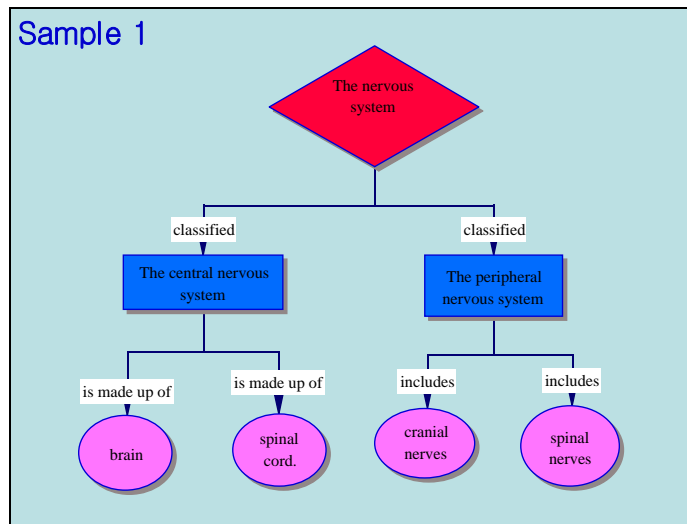 Sample 1
The nervous
system
classified
classified
The central nervous
system
The peripheral
nervous system
is made up of
is made up of
includes
includes
brain
spinal
cord.
cranial
nerves
spinal
nerves